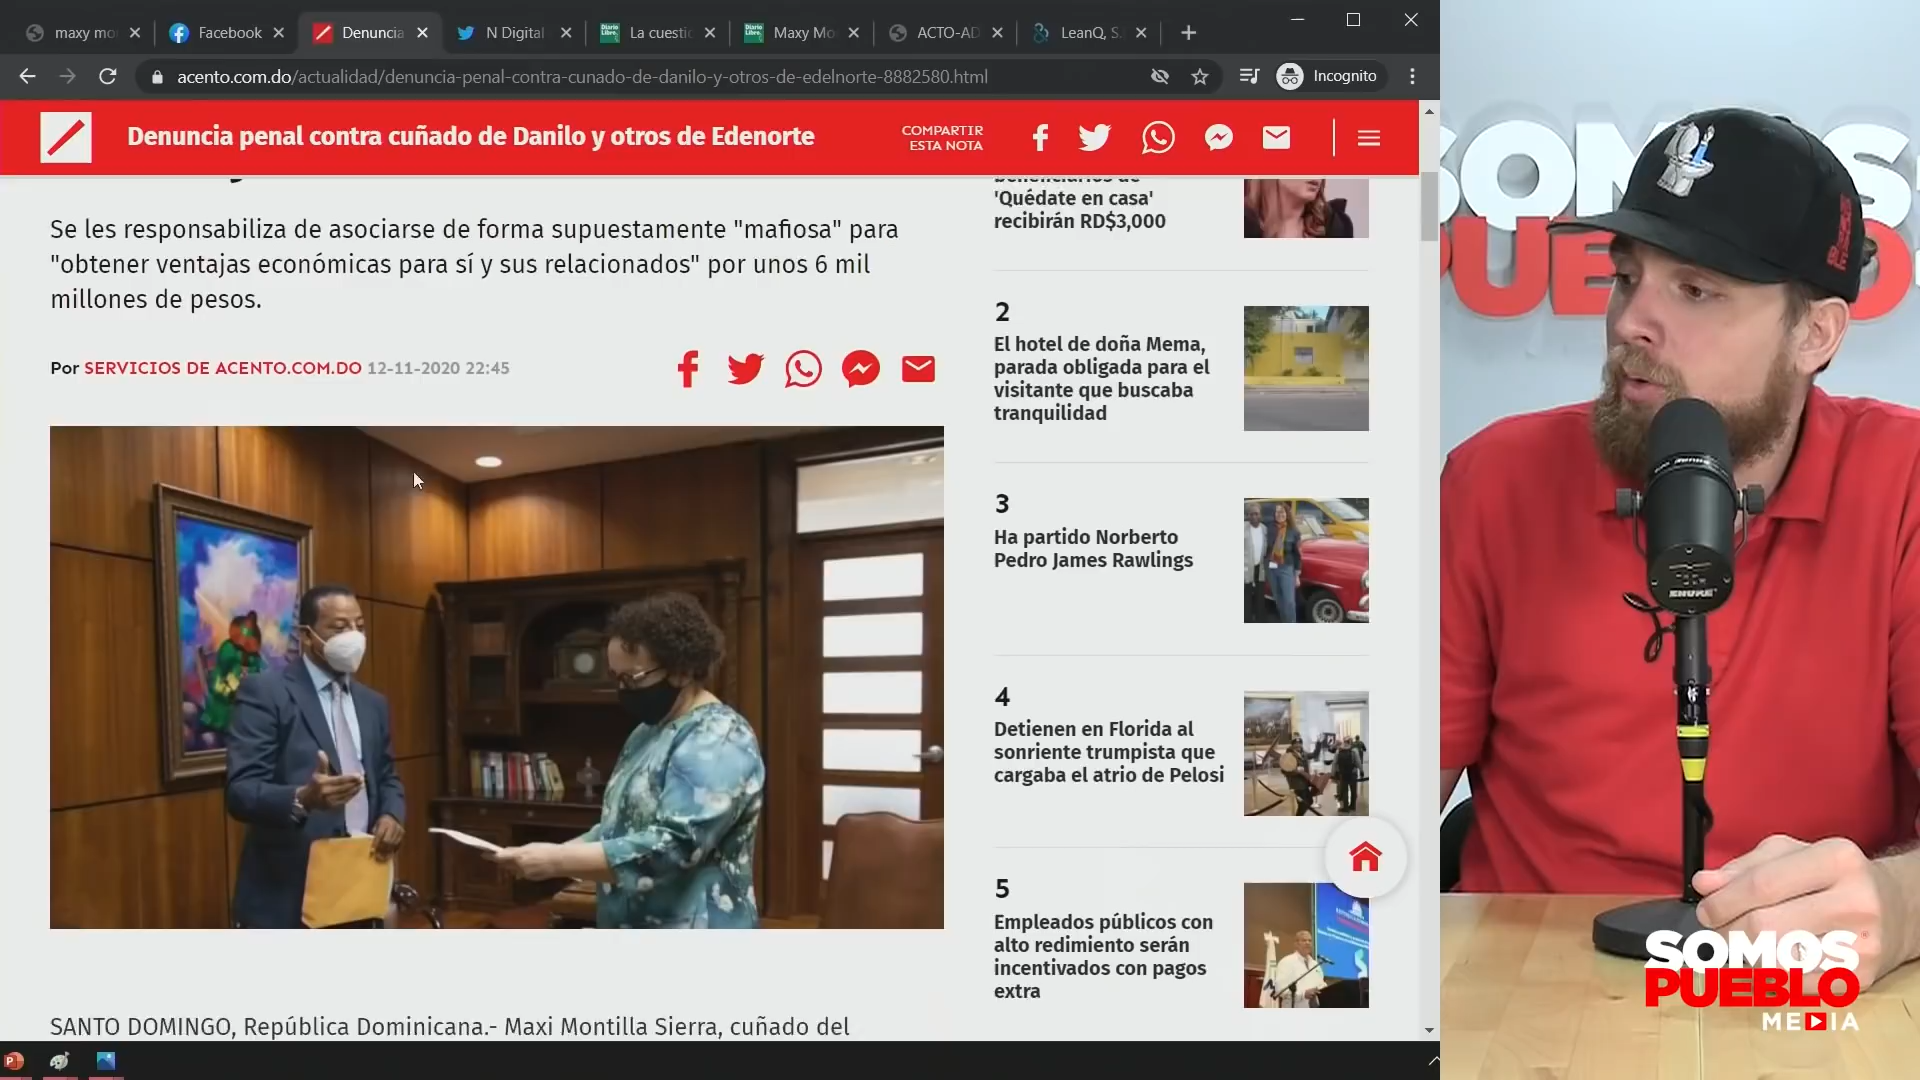 maxy mo
Facebook
Denuncia
N Digital
La cuesti
Maxy Mo
ACTO-AD
LeanQ, S.
acento.com.do/actualidad/denuncia-penal-contra-cunado-de-danilo-y-otros-de-edelnorte-8882580.html
Incognito
Denuncia penal contra cuñado de Danilo y otros de Edenorte
COMPARTIR
ESTA NOTA
Se les responsabiliza de asociarse de forma supuestamente "mafiosa" para
"obtener ventajas económicas para sí y sus relacionados" por unos 6 mil
millones de pesos.
Por SERVICIOS DE ACENTO.COM.DO 12-11-2020 22:45
SANTO DOMINGO, República Dominicana.- Maxi Montilla Sierra, cuñado del
beneficiarios de
'Quédate en casa'
recibirán RD$3,000
2
El hotel de doña Mema,
parada obligada para el
visitante que buscaba
tranquilidad
3
Ha partido Norberto
Pedro James Rawlings
4
Detienen en Florida al
sonriente trumpista que
cargaba el atrio de Pelosi
5
Empleados públicos con
alto redimiento serán
incentivados con pagos
extra
SOMOS
PUEBLO
MEDIA